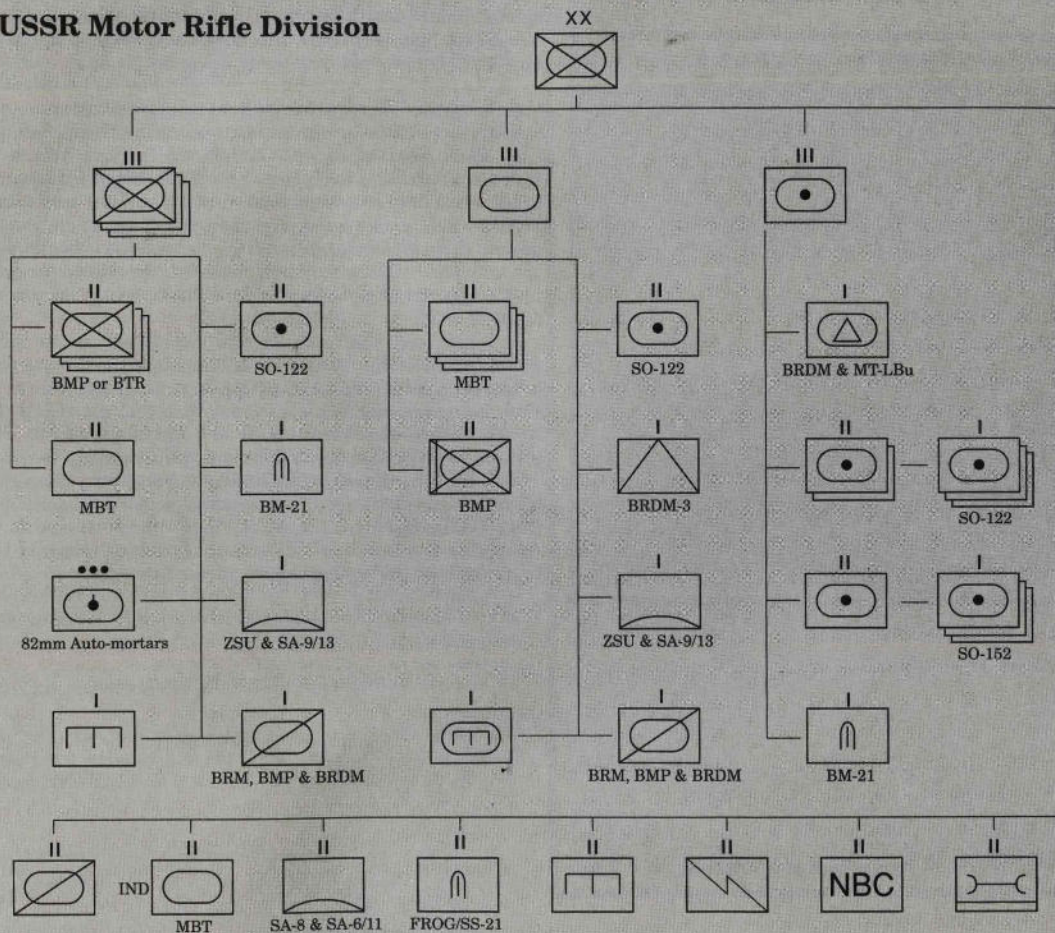 USSR Motor Rifle Division
XX
III III III
II II II II I
BMP or BTR SO-122 MBT SO-122 BRDM & MT-LBu
II I II I II I
MBT BM-21 BMP BRDM-3 SO-122
••• I I II I
82mm Auto-mortars ZSU & SA-9/13 ZSU & SA-9/13 SO-152
I I I I I
BRM, BMP & BRDM BRM, BMP & BRDM BM-21
II II II II II II II II
IND NBC
MBT SA-8 & SA-6/11 FROG/SS-21